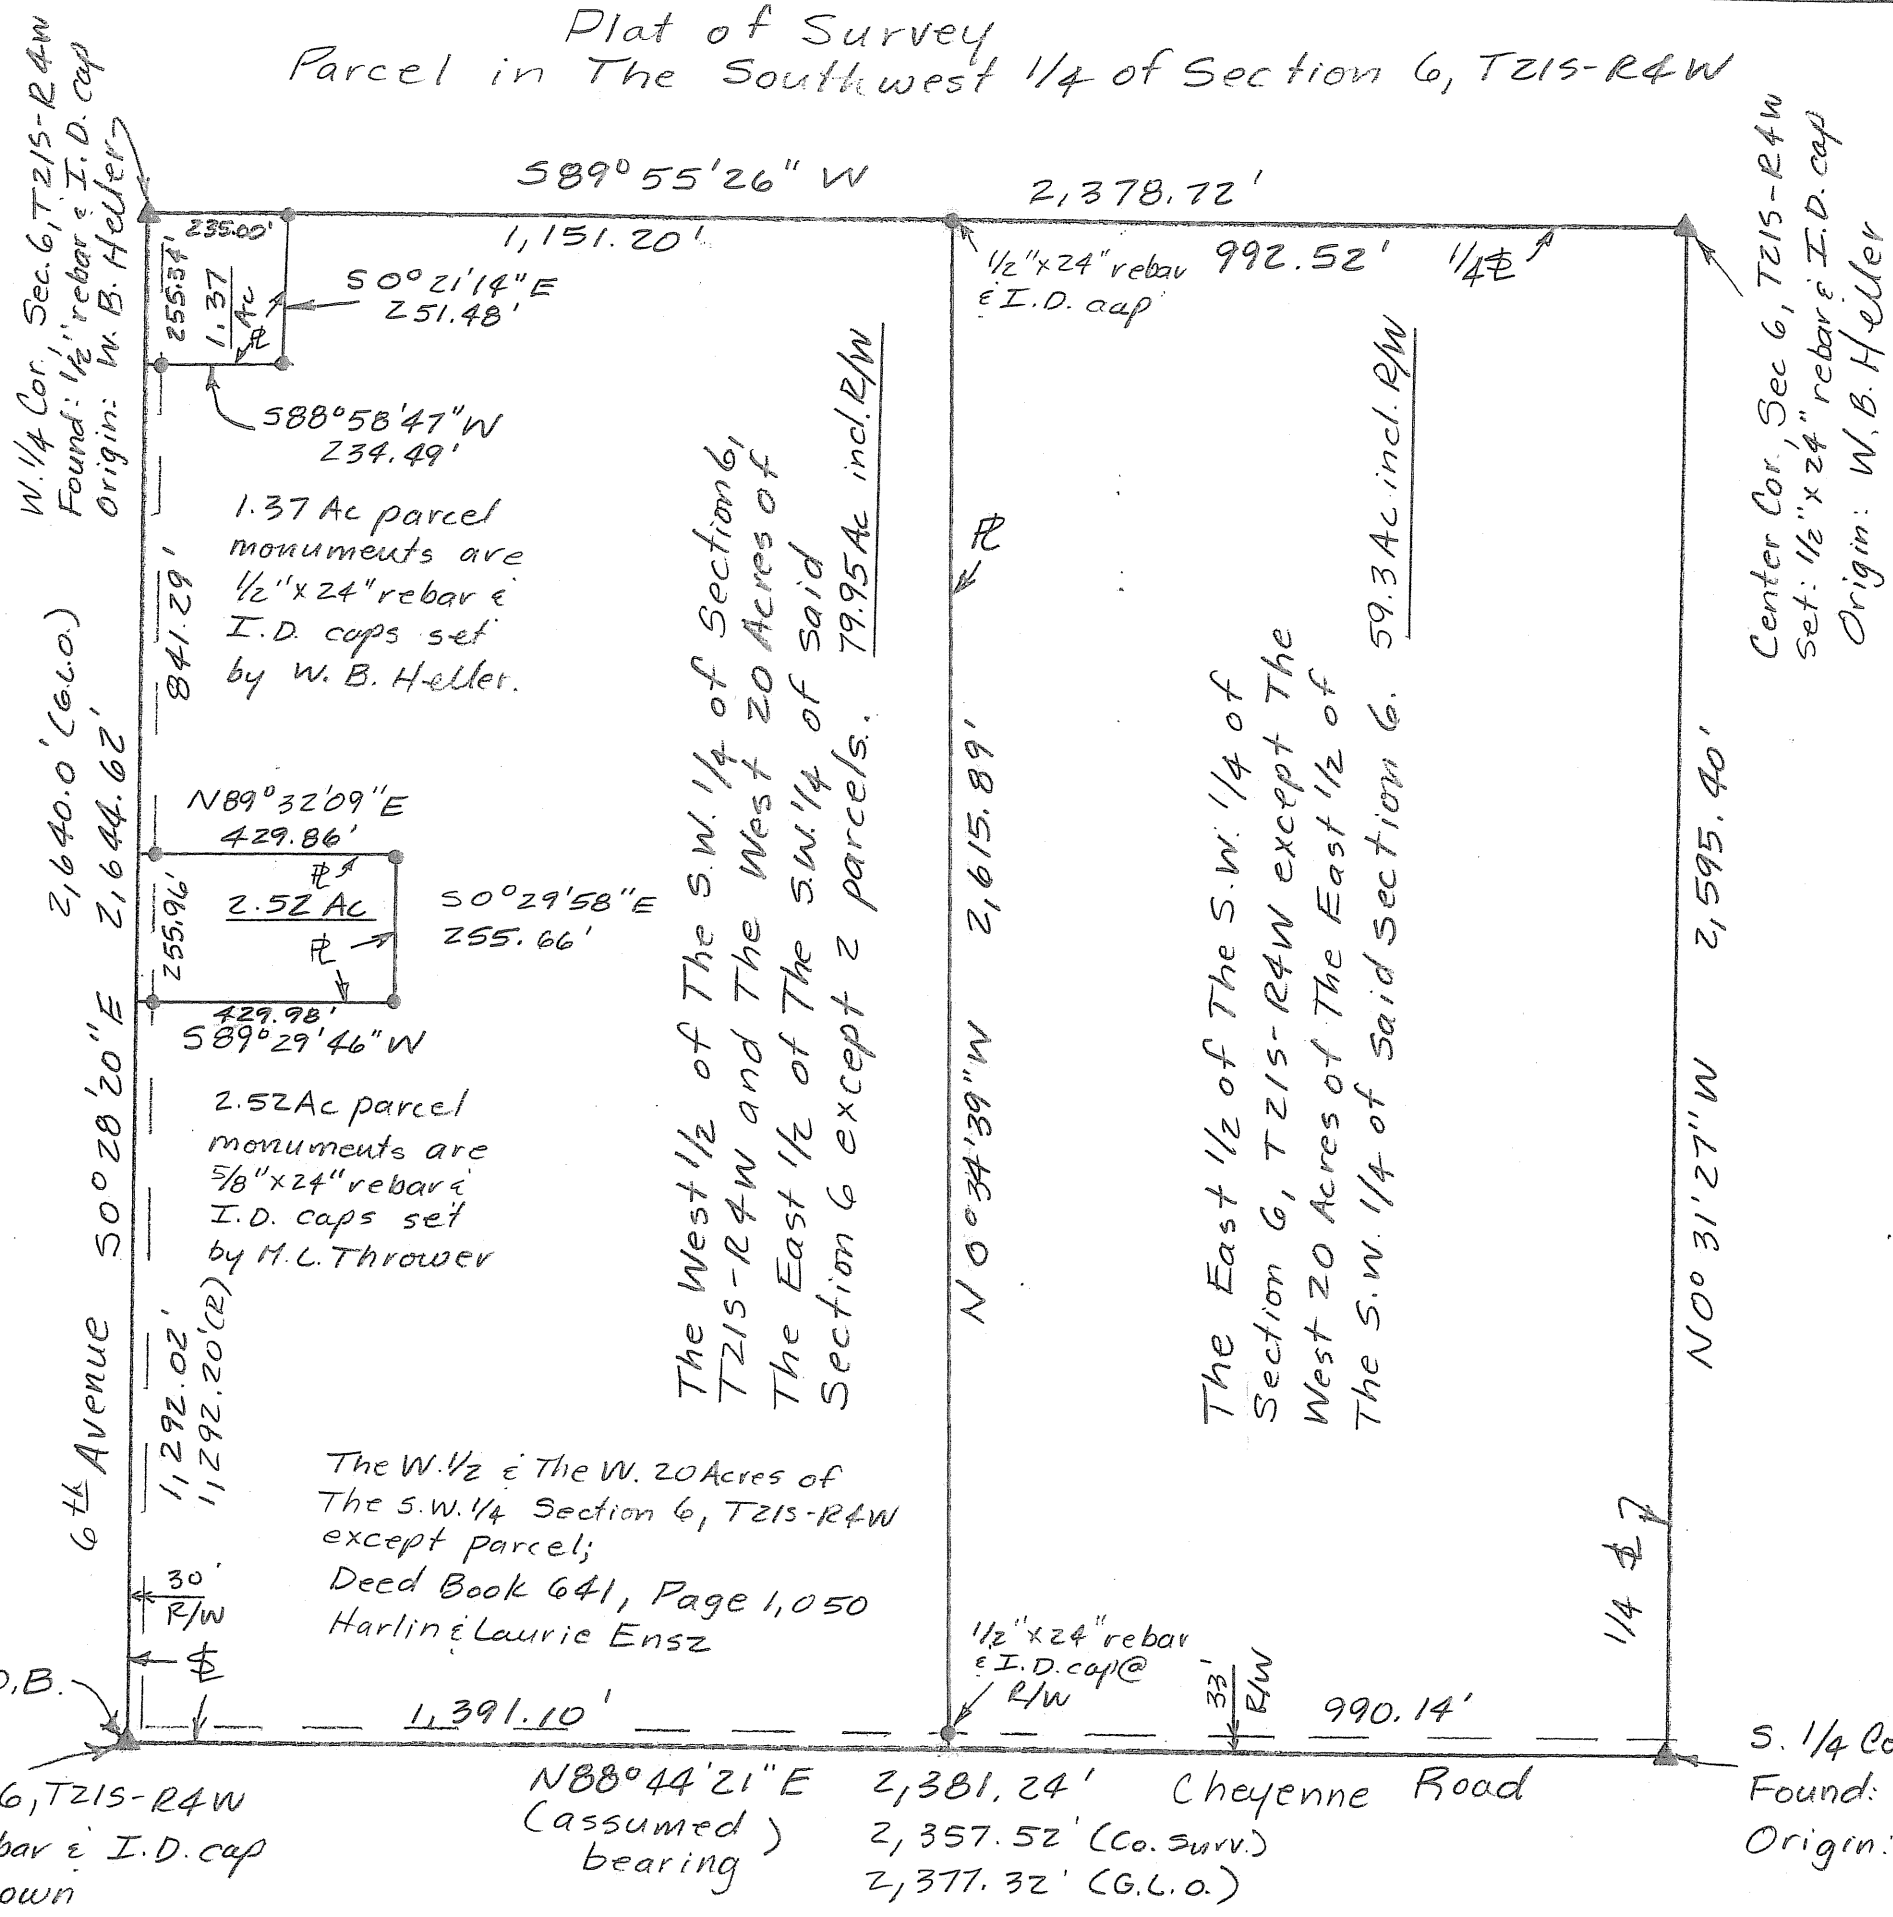 Plat of Survey
Parcel in The Southwest 1/4 of Section 6, T21S-R4W
W. 1/4 Cor, Sec. 6, T21S-R4W
Found: 1/2" rebar & I.D. cap
Origin: W. B. Heller
S89°55'26" W 2,378.72'
235.00'
1,151.20'
992.52'
1/4 ℄
1/2"x24" rebar
& I.D. cap
Center Cor, Sec 6, T21S-R4W
Set: 1/2"x24" rebar & I.D. cap
Origin: W. B. Heller
255.54'
1.37
Ac
℄
S0°21'14"E
251.48'
S88°58'47"W
234.49'
1.37 Ac parcel
monuments are
1/2"x24" rebar &
I.D. caps set
by W. B. Heller.
841.29'
2,640.0' (G.L.O.)
6th Avenue S0°28'20"E 2,644.62'
N89°32'09"E
429.86'
℄
2.52 Ac
℄
255.96'
S0°29'58"E
255.66'
429.98'
S89°29'46"W
2.52 Ac parcel
monuments are
5/8"x24" rebar &
I.D. caps set
by M.L. Thrower
1,292.02'
1,292.20'(R)
The West 1/2 of The S.W. 1/4 of Section 6,
T21S-R4W and The West 20 Acres of
The East 1/2 of The S.W. 1/4 of Said
Section 6 except 2 parcels. 79.95 Ac incl. R/W
℄
N0°34'39"W 2,615.89'
The East 1/2 of The S.W. 1/4 of
Section 6, T21S-R4W except The
West 20 Acres of The East 1/2 of
The S.W. 1/4 of Said Section 6. 59.3 Ac incl. R/W
N0°31'27"W 2,595.40'
1/4 ℄
The W. 1/2 & The W. 20 Acres of
The S.W. 1/4 Section 6, T21S-R4W
except parcel;
Deed Book 641, Page 1,050
Harlin & Laurie Ensz
30'
R/W
℄
1/2"x24" rebar
& I.D. cap @
R/W
33'
R/W
O.B.
1,391.10'
990.14'
6, T21S-R4W
bar & I.D. cap
own
N88°44'21"E 2,381.24' Cheyenne Road
(assumed bearing)
2,357.52' (Co. Surv.)
2,377.32' (G.L.O.)
S. 1/4 Co
Found:
Origin: